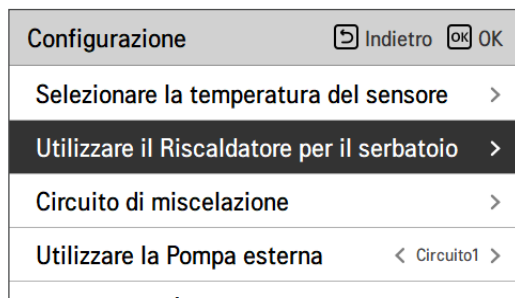 Configurazione Indietro OK OK
Selezionare la temperatura del sensore >
Utilizzare il Riscaldatore per il serbatoio >
Circuito di miscelazione >
Utilizzare la Pompa esterna < Circuito1 >